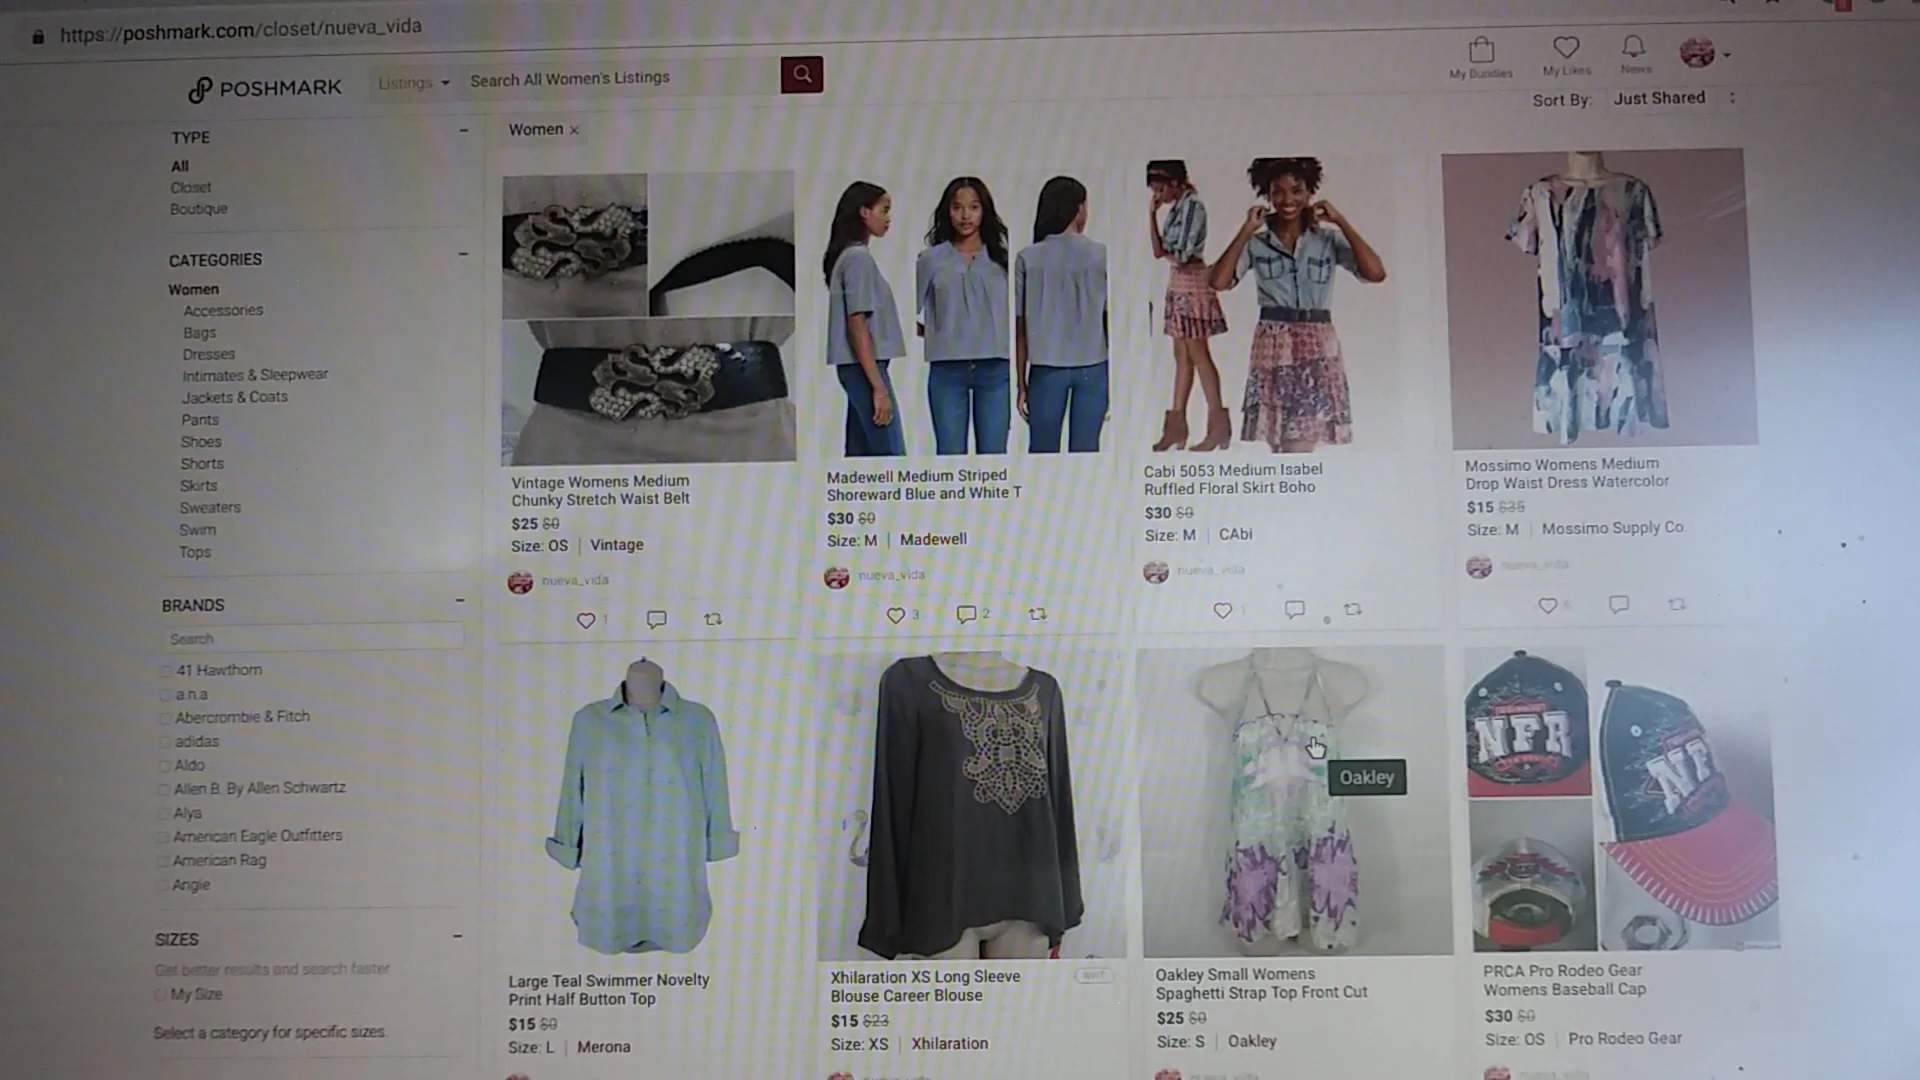 https://poshmark.com/closet/nueva_vida
POSHMARK
Listings
Search All Women's Listings
My Bundles
My Likes
News
Sort By: Just Shared
TYPE
All
Closet
Boutique
CATEGORIES
Women
Accessories
Bags
Dresses
Intimates & Sleepwear
Jackets & Coats
Pants
Shoes
Shorts
Skirts
Sweaters
Swim
Tops
BRANDS
Search
41 Hawthorn
a.n.a
Abercrombie & Fitch
adidas
Aldo
Allen B. By Allen Schwartz
Alya
American Eagle Outfitters
American Rag
Angie
SIZES
Get better results and search faster
My Size
Select a category for specific sizes.
Women ×
Vintage Womens Medium
Chunky Stretch Waist Belt
$25 $0
Size: OS | Vintage
nueva_vida
1
Madewell Medium Striped
Shoreward Blue and White T
$30 $0
Size: M | Madewell
nueva_vida
3 2
Cabi 5053 Medium Isabel
Ruffled Floral Skirt Boho
$30 $0
Size: M | CAbi
nueva_vida
1
Mossimo Womens Medium
Drop Waist Dress Watercolor
$15 $35
Size: M | Mossimo Supply Co.
nueva_vida
6
Large Teal Swimmer Novelty
Print Half Button Top
$15 $0
Size: L | Merona
Xhilaration XS Long Sleeve
Blouse Career Blouse
NWT
$15 $23
Size: XS | Xhilaration
Oakley
Oakley Small Womens
Spaghetti Strap Top Front Cut
$25 $0
Size: S | Oakley
NFR
PRCA Pro Rodeo Gear
Womens Baseball Cap
$30 $0
Size: OS | Pro Rodeo Gear